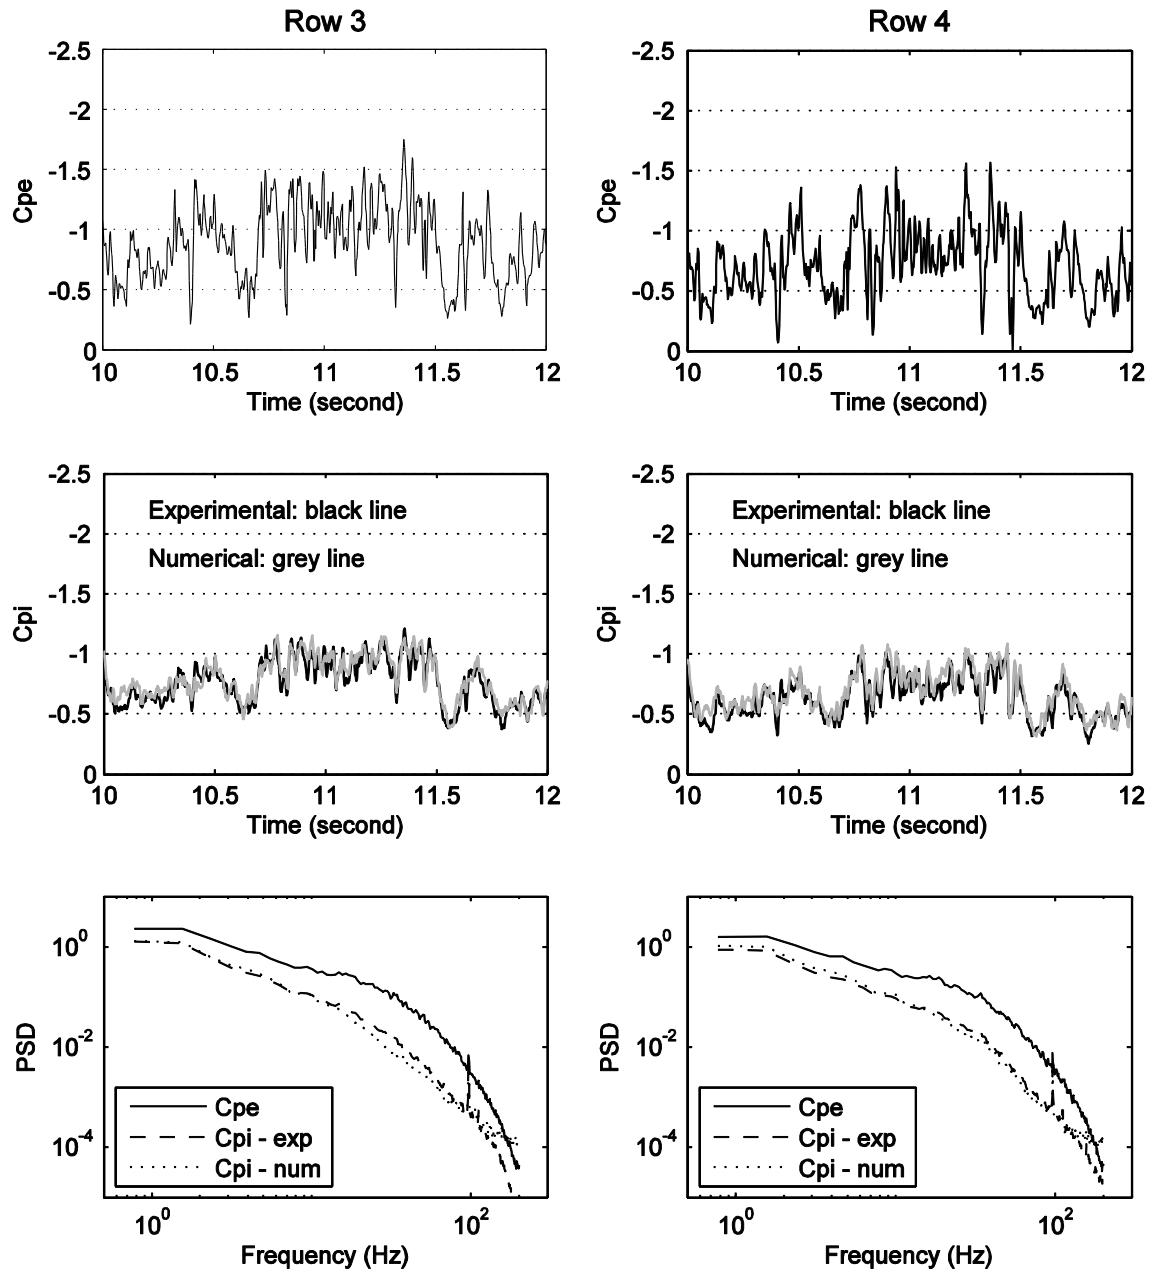 Row 3
-2.5
-2
-1.5
-1
-0.5
0
Cpe
10
10.5
11
11.5
12
Time (second)
Row 4
-2.5
-2
-1.5
-1
-0.5
0
Cpe
10
10.5
11
11.5
12
Time (second)
-2.5
-2
-1.5
-1
-0.5
0
Cpi
Experimental: black line
Numerical: grey line
10
10.5
11
11.5
12
Time (second)
-2.5
-2
-1.5
-1
-0.5
0
Cpi
Experimental: black line
Numerical: grey line
10
10.5
11
11.5
12
Time (second)
10^0
10^-2
10^-4
PSD
Cpe
Cpi - exp
Cpi - num
10^0
10^2
Frequency (Hz)
10^0
10^-2
10^-4
PSD
Cpe
Cpi - exp
Cpi - num
10^0
10^2
Frequency (Hz)